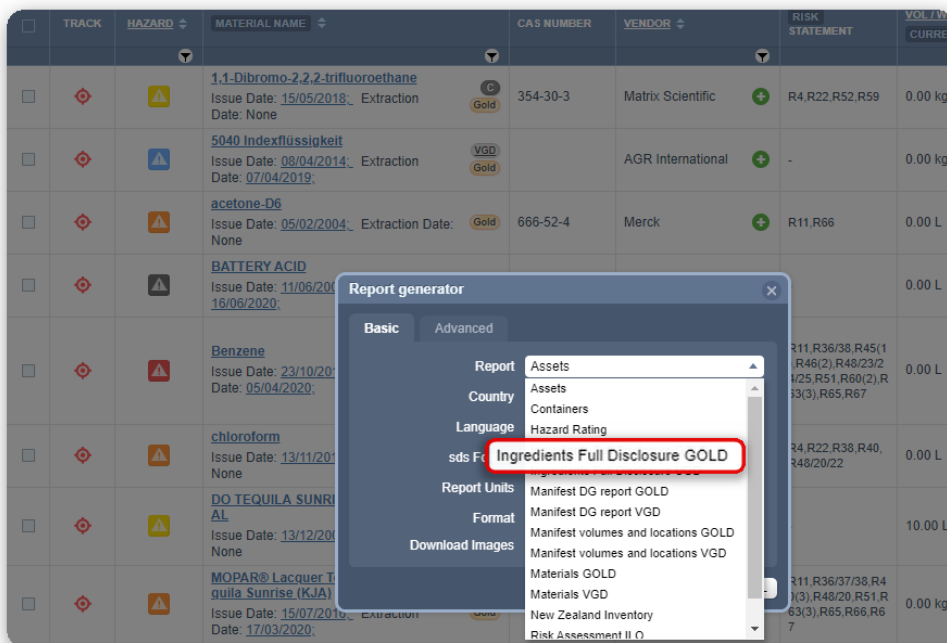 TRACK
HAZARD
MATERIAL NAME
CAS NUMBER
VENDOR
RISK
STATEMENT
VOL / W
CURRE
1,1-Dibromo-2,2,2-trifluoroethane
Issue Date: 15/05/2018; Extraction
Date: None
C
Gold
354-30-3
Matrix Scientific
R4,R22,R52,R59
0.00 kg
5040 Indexflüssigkeit
Issue Date: 08/04/2014; Extraction
Date: 07/04/2019;
VGD
Gold
AGR International
-
0.00 kg
acetone-D6
Issue Date: 05/02/2004; Extraction Date:
None
Gold
666-52-4
Merck
R11,R66
0.00 L
BATTERY ACID
Issue Date: 11/06/200
16/06/2020;
0.00 L
Benzene
Issue Date: 23/10/201
Date: 05/04/2020;
R11,R36/38,R45(1
),R46(2),R48/23/2
4/25,R51,R60(2),R
63(3),R65,R67
0.00 L
chloroform
Issue Date: 13/11/201
None
R4,R22,R38,R40,
R48/20/22
0.00 L
DO TEQUILA SUNRI
AL
Issue Date: 13/12/200
None
10.00 L
MOPAR® Lacquer T
quila Sunrise (KJA)
Issue Date: 15/07/2016; Extraction
Date: 17/03/2020;
Gold
R11,R36/37/38,R4
0(3),R48/20,R51,R
63(3),R65,R66,R6
7
0.00 kg
Report generator
Basic
Advanced
Report
Assets
Country
Language
sds Fo
Report Units
Format
Download Images
Assets
Containers
Hazard Rating
Ingredients Full Disclosure GOLD
Manifest DG report GOLD
Manifest DG report VGD
Manifest volumes and locations GOLD
Manifest volumes and locations VGD
Materials GOLD
Materials VGD
New Zealand Inventory
Risk Assessment ILO